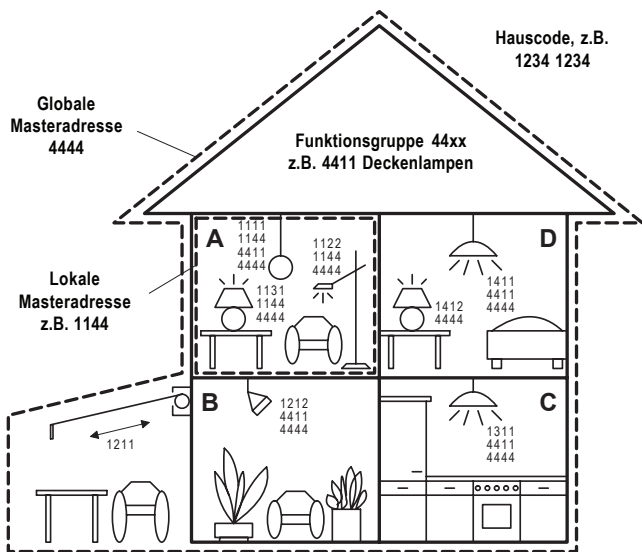 Hauscode, z.B.
1234 1234
Globale
Masteradresse
4444
Funktionsgruppe 44xx
z.B. 4411 Deckenlampen
Lokale
Masteradresse
z.B. 1144
A
1111
1144
4411
4444
1122
1144
4444
1131
1144
4444
D
1411
4411
4444
1412
4444
B
1212
4411
4444
C
1311
4411
4444
1211